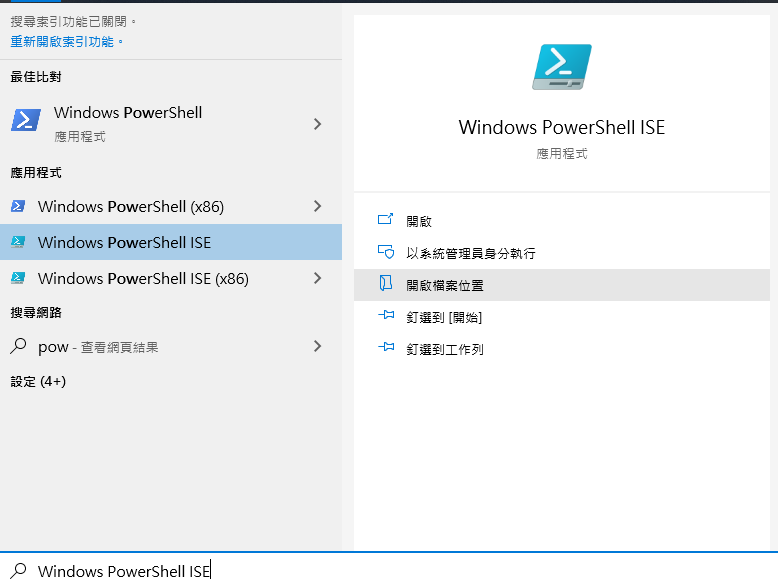 搜尋索引功能已關閉。
重新開啟索引功能。
最佳比對
Windows PowerShell
應用程式
應用程式
Windows PowerShell (x86)
Windows PowerShell ISE
Windows PowerShell ISE (x86)
搜尋網路
pow - 查看網頁結果
設定 (4+)
Windows PowerShell ISE
應用程式
開啟
以系統管理員身分執行
開啟檔案位置
釘選到 [開始]
釘選到工作列
Windows PowerShell ISE